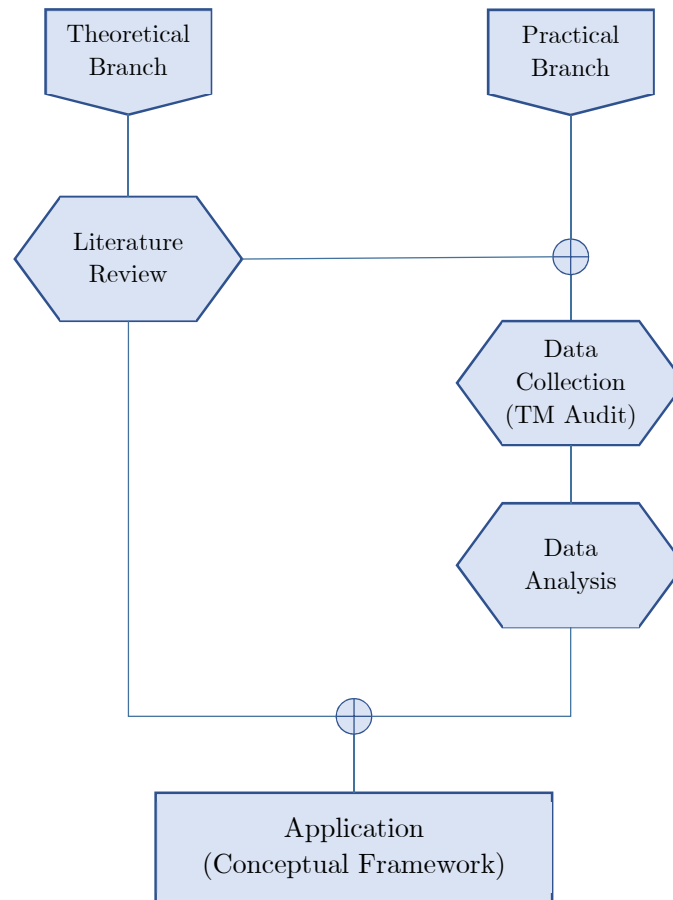 Theoretical
Branch
Practical
Branch
Literature
Review
Data
Collection
(TM Audit)
Data
Analysis
Application
(Conceptual Framework)